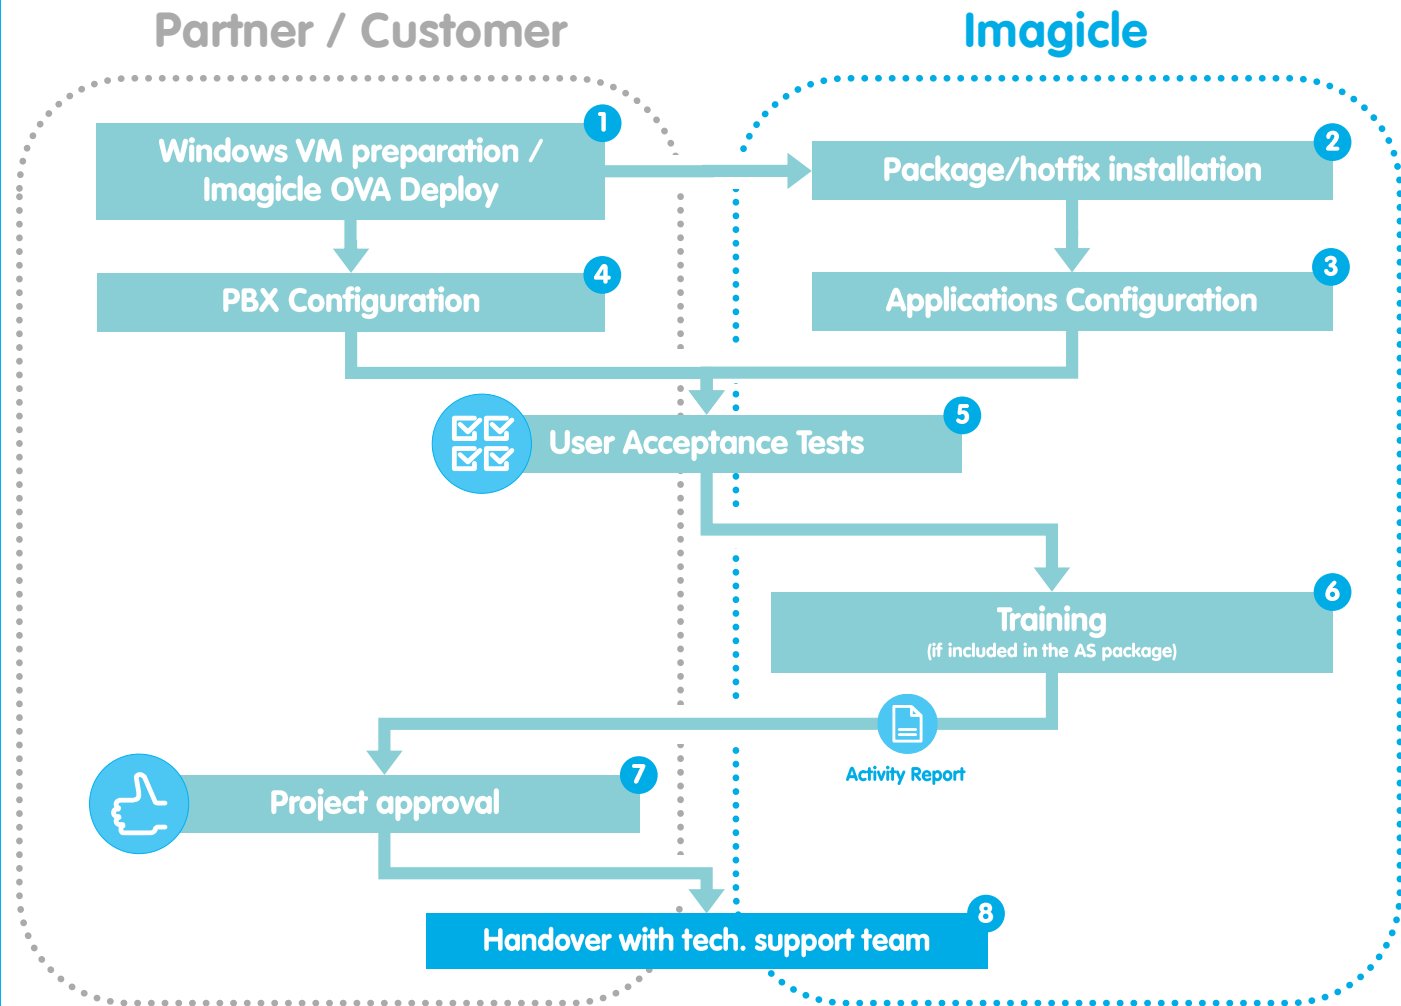 Partner / Customer
Imagicle
1
Windows VM preparation /
Imagicle OVA Deploy
2
Package/hotfix installation
4
PBX Configuration
3
Applications Configuration
5
User Acceptance Tests
6
Training
(if included in the AS package)
Activity Report
7
Project approval
8
Handover with tech. support team